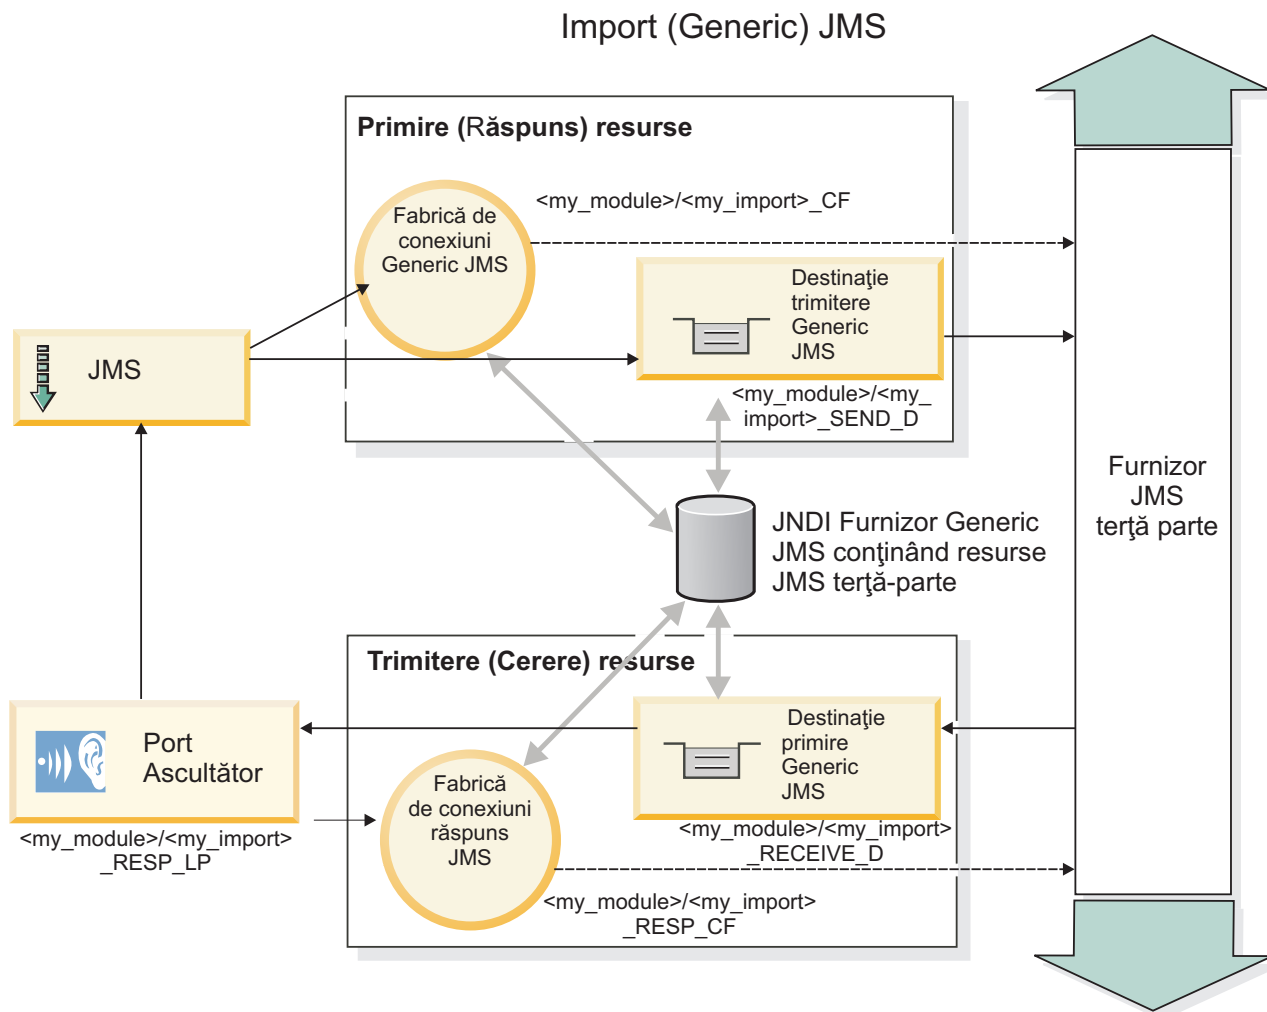 Import (Generic) JMS
Primire (Răspuns) resurse
Fabrică de
conexiuni
Generic JMS
<my_module>/<my_import>_CF
Destinaţie
trimitere
Generic
JMS
<my_module>/<my_
import>_SEND_D
JMS
Furnizor
JMS
terţă parte
JNDI Furnizor Generic
JMS conţinând resurse
JMS terţă-parte
Trimitere (Cerere) resurse
Port
Ascultător
<my_module>/<my_import>
_RESP_LP
Destinaţie
primire
Generic
JMS
<my_module>/<my_import>
_RECEIVE_D
Fabrică
de conexiuni
răspuns
JMS
<my_module>/<my_import>
_RESP_CF